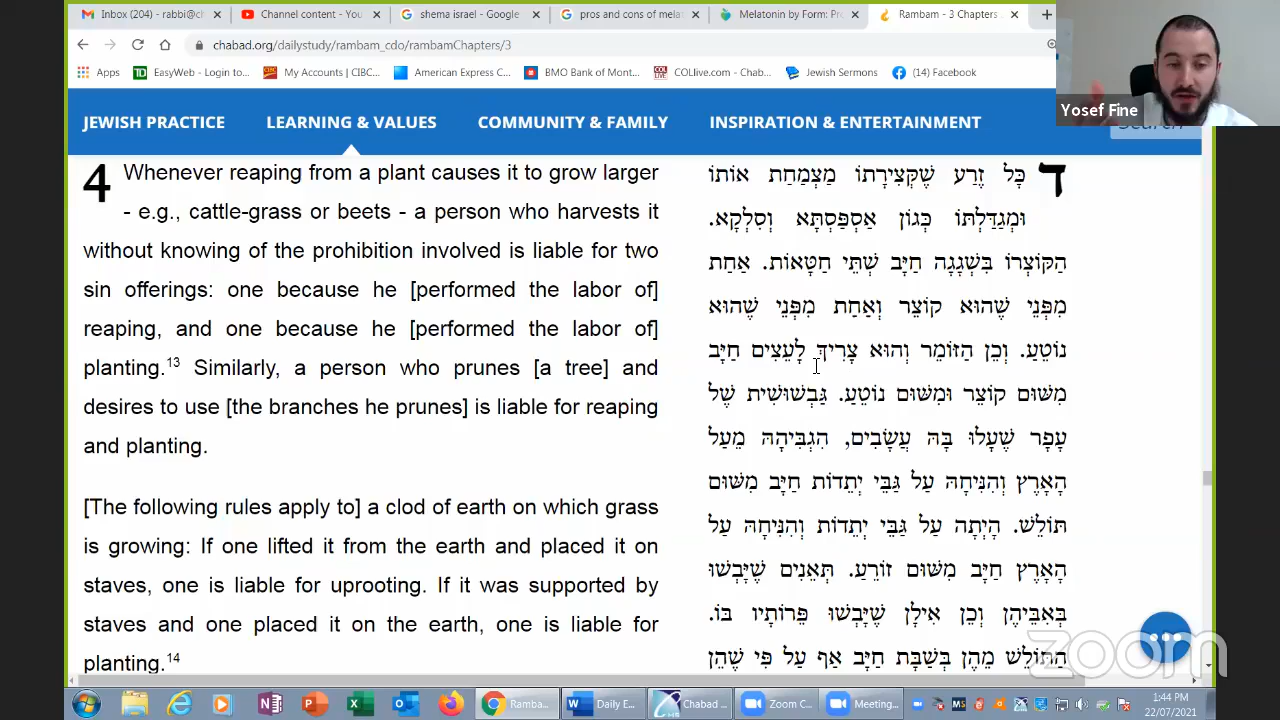 Inbox (204) - rabbi@ch
Channel content - You
shema israel - Google
pros and cons of melat
Melatonin by Form: Pro
Rambam - 3 Chapters
chabad.org/dailystudy/rambam_cdo/rambamChapters/3
Apps
EasyWeb - Login to...
My Accounts | CIBC...
American Express C...
BMO Bank of Mont...
COLlive.com - Chab...
Jewish Sermons
(14) Facebook
Yosef Fine
JEWISH PRACTICE
LEARNING & VALUES
COMMUNITY & FAMILY
INSPIRATION & ENTERTAINMENT
Search
4 Whenever reaping from a plant causes it to grow larger
- e.g., cattle-grass or beets - a person who harvests it
without knowing of the prohibition involved is liable for two
sin offerings: one because he [performed the labor of]
reaping, and one because he [performed the labor of]
planting.13 Similarly, a person who prunes [a tree] and
desires to use [the branches he prunes] is liable for reaping
and planting.
[The following rules apply to] a clod of earth on which grass
is growing: If one lifted it from the earth and placed it on
staves, one is liable for uprooting. If it was supported by
staves and one placed it on the earth, one is liable for
planting.14
ד כָּל זֶרַע שֶׁקְּצִירָתוֹ מַצְמַחַת אוֹתוֹ
וּמְגַדַּלְתּוֹ כְּגוֹן אַסְפַּסְתָּא וְסִלְקָא.
הַקּוֹצְרוֹ בִּשְׁגָגָה חַיָּב שְׁתֵּי חַטָּאוֹת. אַחַת
מִפְּנֵי שֶׁהוּא קוֹצֵר וְאַחַת מִפְּנֵי שֶׁהוּא
נוֹטֵעַ. וְכֵן הַזּוֹמֵר וְהוּא צָרִיךְ לָעֵצִים חַיָּב
מִשּׁוּם קוֹצֵר וּמִשּׁוּם נוֹטֵעַ. גַּבְשׁוּשִׁית שֶׁל
עָפָר שֶׁעָלוּ בָּהּ עֲשָׂבִים, הִגְבִּיהָהּ מֵעַל
הָאָרֶץ וְהִנִּיחָהּ עַל גַּבֵּי יְתֵדוֹת חַיָּב מִשּׁוּם
תּוֹלֵשׁ. הָיְתָה עַל גַּבֵּי יְתֵדוֹת וְהִנִּיחָהּ עַל
הָאָרֶץ חַיָּב מִשּׁוּם זוֹרֵעַ. תְּאֵנִים שֶׁיָּבְשׁוּ
בְּאִבֵּיהֶן וְכֵן אִילָן שֶׁיָּבְשׁוּ פֵּרוֹתָיו בּוֹ.
הַתּוֹלֵשׁ מֵהֶן בְּשַׁבָּת חַיָּב אַף עַל פִּי שֶׁהֵן
zoom
Ramba...
Daily E...
Chabad ...
Zoom C...
Meeting...
1:44 PM
22/07/2021